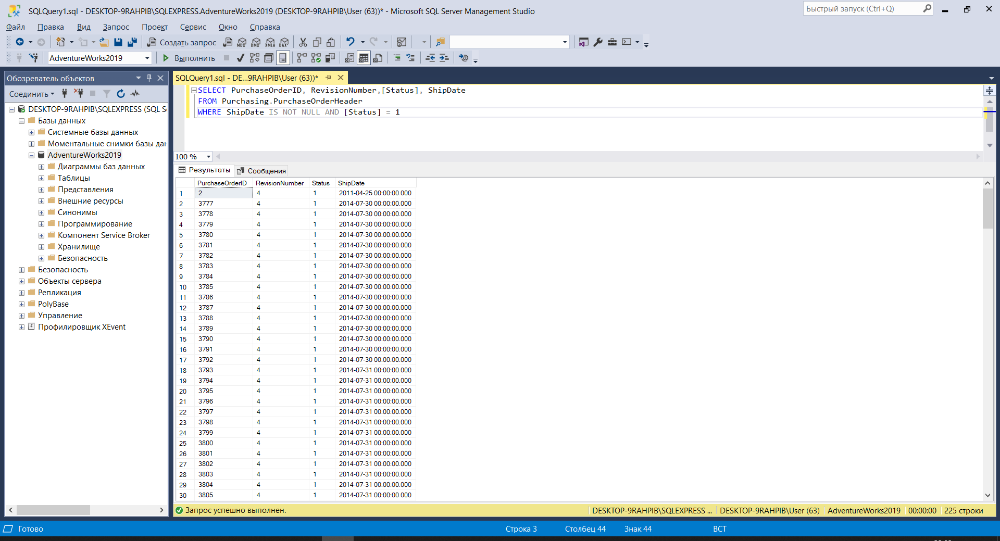 SQLQuery1.sql - DESKTOP-9RAHPIB\SQLEXPRESS.AdventureWorks2019 (DESKTOP-9RAHPIB\User (63))* - Microsoft SQL Server Management Studio
Быстрый запуск (Ctrl+Q)
Файл Правка Вид Запрос Проект Сервис Окно Справка
Создать запрос MDX DMX XMLA DAX
AdventureWorks2019 Выполнить
Обозреватель объектов
Соединить
DESKTOP-9RAHPIB\SQLEXPRESS (SQL S
Базы данных
Системные базы данных
Моментальные снимки базы дан
AdventureWorks2019
Диаграммы баз данных
Таблицы
Представления
Внешние ресурсы
Синонимы
Программирование
Компонент Service Broker
Хранилище
Безопасность
Безопасность
Объекты сервера
Репликация
PolyBase
Управление
Профилировщик XEvent
SQLQuery1.sql - DE...9RAHPIB\User (63))*
SELECT PurchaseOrderID, RevisionNumber,[Status], ShipDate
FROM Purchasing.PurchaseOrderHeader
WHERE ShipDate IS NOT NULL AND [Status] = 1
100 %
Результаты Сообщения
PurchaseOrderID RevisionNumber Status ShipDate
1 2 4 1 2011-04-25 00:00:00.000
2 3777 4 1 2014-07-30 00:00:00.000
3 3778 4 1 2014-07-30 00:00:00.000
4 3779 4 1 2014-07-30 00:00:00.000
5 3780 4 1 2014-07-30 00:00:00.000
6 3781 4 1 2014-07-30 00:00:00.000
7 3782 4 1 2014-07-30 00:00:00.000
8 3783 4 1 2014-07-30 00:00:00.000
9 3784 4 1 2014-07-30 00:00:00.000
10 3785 4 1 2014-07-30 00:00:00.000
11 3786 4 1 2014-07-30 00:00:00.000
12 3787 4 1 2014-07-30 00:00:00.000
13 3788 4 1 2014-07-30 00:00:00.000
14 3789 4 1 2014-07-30 00:00:00.000
15 3790 4 1 2014-07-30 00:00:00.000
16 3791 4 1 2014-07-30 00:00:00.000
17 3792 4 1 2014-07-30 00:00:00.000
18 3793 4 1 2014-07-31 00:00:00.000
19 3794 4 1 2014-07-31 00:00:00.000
20 3795 4 1 2014-07-31 00:00:00.000
21 3796 4 1 2014-07-31 00:00:00.000
22 3797 4 1 2014-07-31 00:00:00.000
23 3798 4 1 2014-07-31 00:00:00.000
24 3799 4 1 2014-07-31 00:00:00.000
25 3800 4 1 2014-07-31 00:00:00.000
26 3801 4 1 2014-07-31 00:00:00.000
27 3802 4 1 2014-07-31 00:00:00.000
28 3803 4 1 2014-07-31 00:00:00.000
29 3804 4 1 2014-07-31 00:00:00.000
30 3805 4 1 2014-07-31 00:00:00.000
Запрос успешно выполнен. DESKTOP-9RAHPIB\SQLEXPRESS ... DESKTOP-9RAHPIB\User (63) AdventureWorks2019 00:00:00 225 строки
Готово Строка 3 Столбец 44 Знак 44 ВСТ